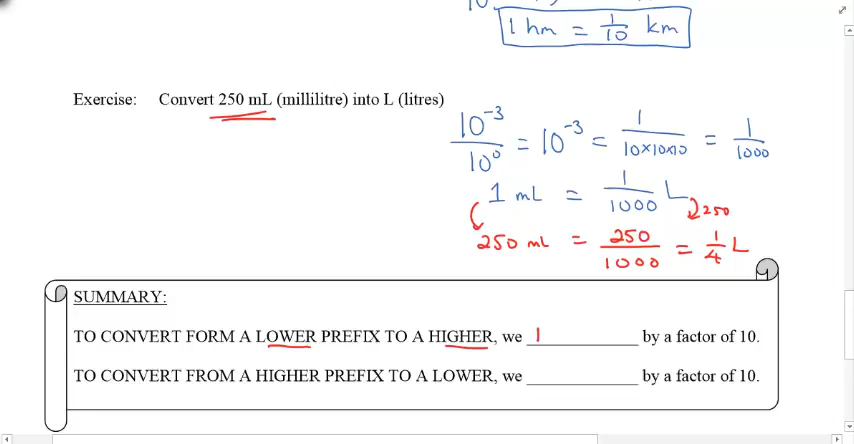 1 hm = 1/10 km
Exercise: Convert 250 mL (millilitre) into L (litres)
10^-3/10^0 = 10^-3 = 1/(10×10×10) = 1/1000
1 mL = 1/1000 L
250
250 mL = 250/1000 = 1/4 L
SUMMARY:
TO CONVERT FORM A LOWER PREFIX TO A HIGHER, we 1____________ by a factor of 10.
TO CONVERT FROM A HIGHER PREFIX TO A LOWER, we ____________ by a factor of 10.